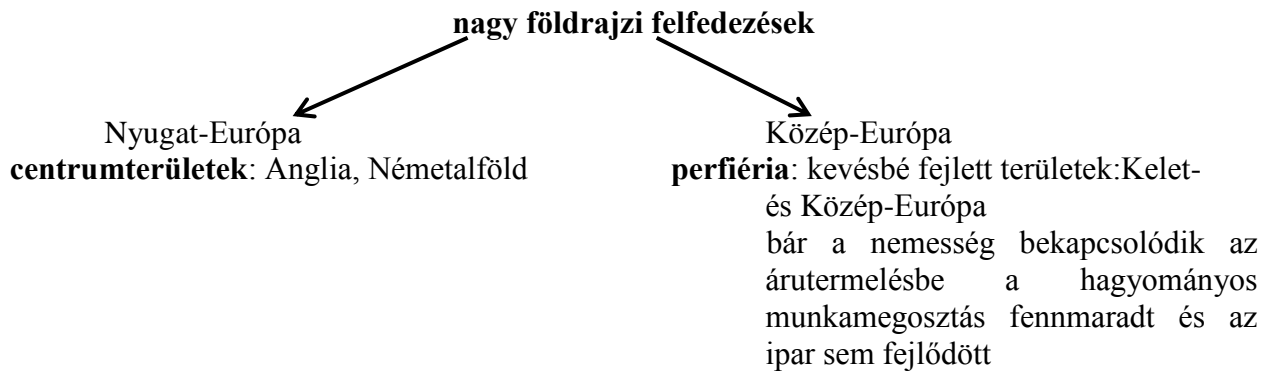 nagy földrajzi felfedezések
Nyugat-Európa
centrumterületek: Anglia, Németalföld
Közép-Európa
perfiéria: kevésbé fejlett területek:Kelet-
és Közép-Európa
bár a nemesség bekapcsolódik az
árutermelésbe a hagyományos
munkamegosztás fennmaradt és az
ipar sem fejlődött